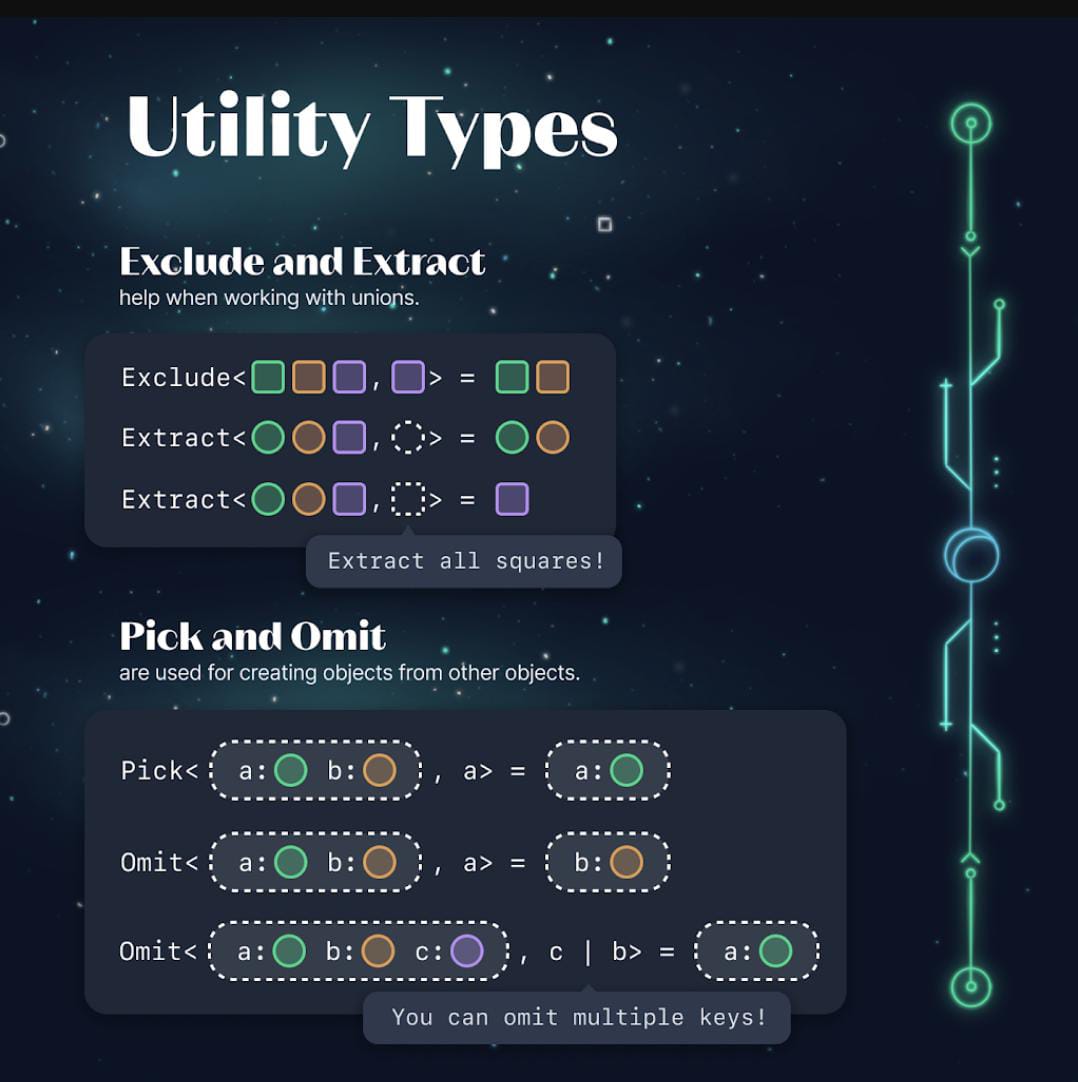 Utility Types
Exclude and Extract
help when working with unions.
Exclude< , > =
Extract< , > =
Extract< , > =
Extract all squares!
Pick and Omit
are used for creating objects from other objects.
Pick< a: b: , a> = a:
Omit< a: b: , a> = b:
Omit< a: b: c: , c | b> = a:
You can omit multiple keys!